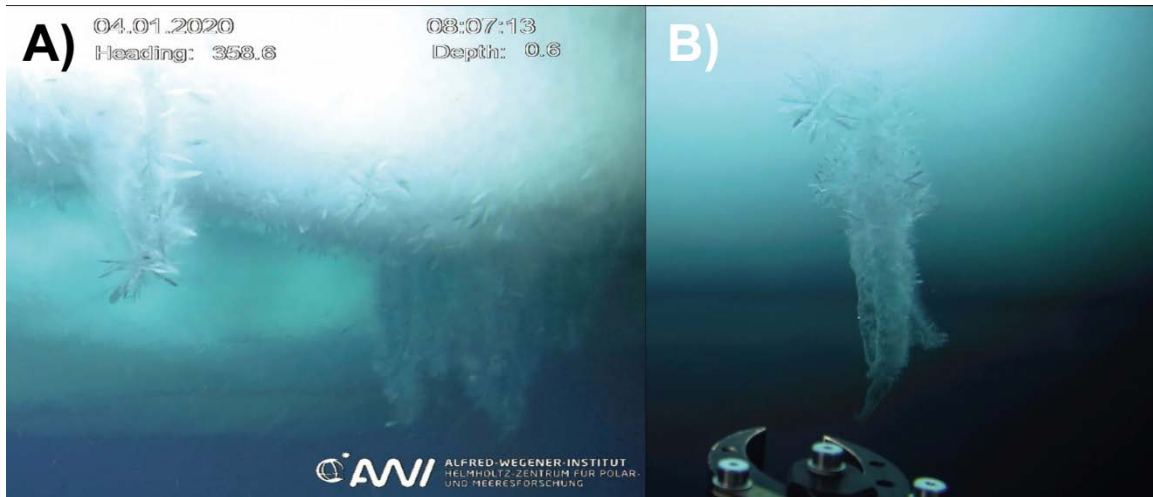 A)
04.01.2020 08:07:13
Heading: 358.6 Depth: 0.6
B)
AWI
ALFRED-WEGENER-INSTITUT
HELMHOLTZ-ZENTRUM FÜR POLAR-
UND MEERESFORSCHUNG